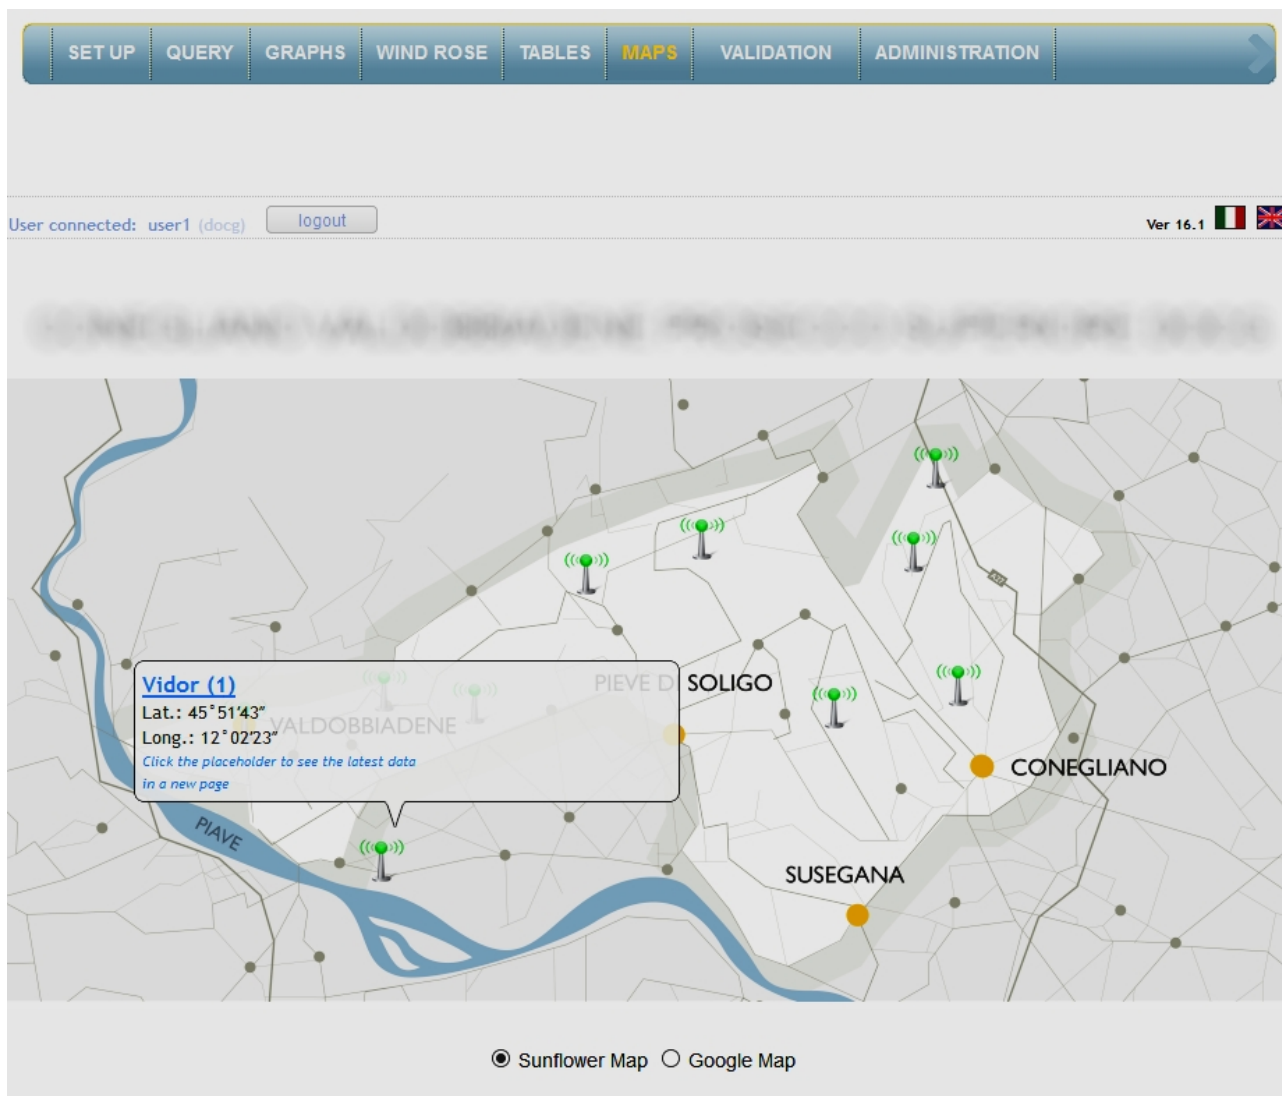 SET UP QUERY GRAPHS WIND ROSE TABLES MAPS VALIDATION ADMINISTRATION
User connected: user1 (docg) logout Ver 16.1
A27
PIEVE DI SOLIGO
Vidor (1)
Lat.: 45°51'43"
VALDOBBIADENE
Long.: 12°02'23"
Click the placeholder to see the latest data
in a new page
CONEGLIANO
PIAVE
SUSEGANA
Sunflower Map Google Map